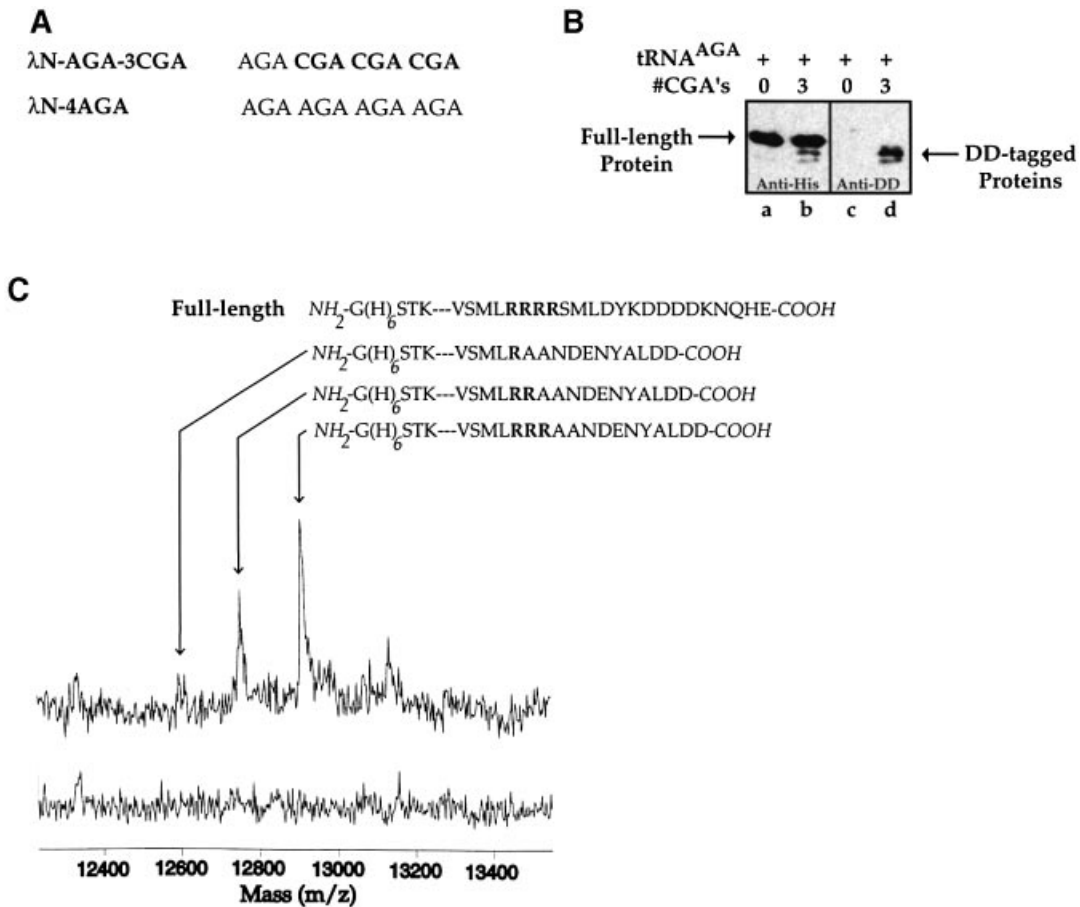 A
λN-AGA-3CGA AGA CGA CGA CGA
λN-4AGA AGA AGA AGA AGA
B
tRNA^AGA + + + +
#CGA's 0 3 0 3
Full-length Protein
Anti-His Anti-DD
DD-tagged Proteins
a b c d
C
Full-length NH2-G(H)6STK---VSMLRRRRSMLDYKDDDDKNQHE-COOH
NH2-G(H)6STK---VSMLRAANDENYALDD-COOH
NH2-G(H)6STK---VSMLRRAANDENYALDD-COOH
NH2-G(H)6STK---VSMLRRRAANDENYALDD-COOH
12400 12600 12800 13000 13200 13400
Mass (m/z)